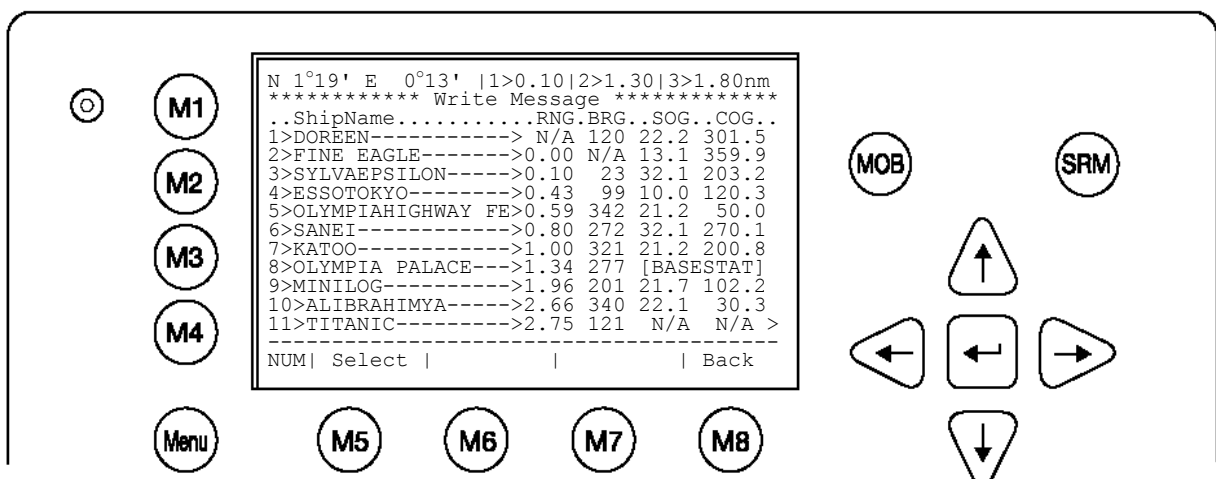 N 1°19' E  0°13' |1>0.10|2>1.30|3>1.80nm
************ Write Message *************
..ShipName...........RNG.BRG..SOG..COG..
1>DOREEN-----------> N/A 120 22.2 301.5
2>FINE EAGLE------->0.00 N/A 13.1 359.9
3>SYLVAEPSILON----->0.10  23 32.1 203.2
4>ESSOTOKYO-------->0.43  99 10.0 120.3
5>OLYMPIAHIGHWAY FE>0.59 342 21.2  50.0
6>SANEI------------>0.80 272 32.1 270.1
7>KATOO------------>1.00 321 21.2 200.8
8>OLYMPIA PALACE--->1.34 277 [BASESTAT]
9>MINILOG---------->1.96 201 21.7 102.2
10>ALIBRAHIMYA----->2.66 340 22.1  30.3
11>TITANIC--------->2.75 121  N/A  N/A >
----------------------------------------
NUM| Select |         |         | Back
M1
M2
M3
M4
Menu
M5
M6
M7
M8
MOB
SRM